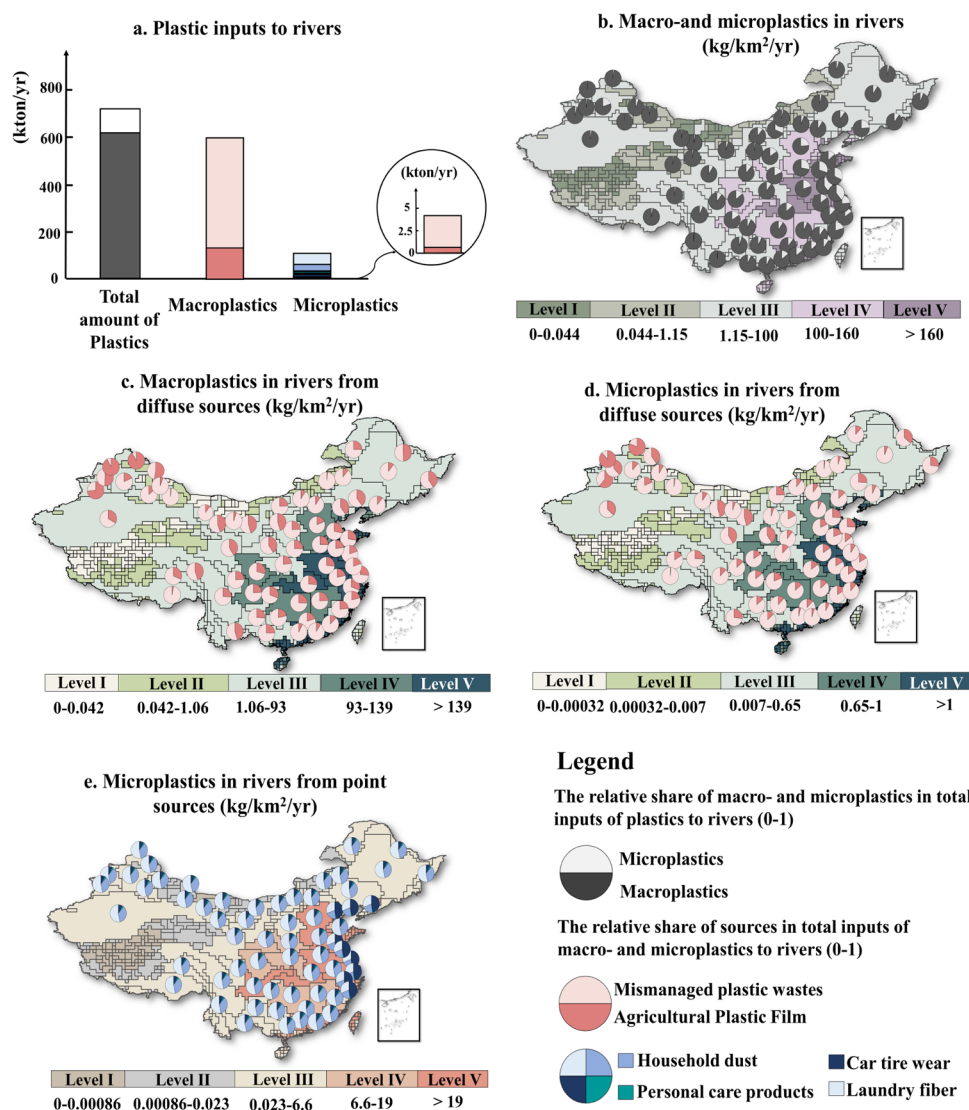 a. Plastic inputs to rivers
(kton/yr)
800
600
400
200
0
(kton/yr)
5
2.5
0
Total
amount of
Plastics
Macroplastics
Microplastics
b. Macro-and microplastics in rivers
(kg/km²/yr)
Level I Level II Level III Level IV Level V
0-0.044 0.044-1.15 1.15-100 100-160 > 160
c. Macroplastics in rivers from
diffuse sources (kg/km²/yr)
Level I Level II Level III Level IV Level V
0-0.042 0.042-1.06 1.06-93 93-139 > 139
d. Microplastics in rivers from
diffuse sources (kg/km²/yr)
Level I Level II Level III Level IV Level V
0-0.00032 0.00032-0.007 0.007-0.65 0.65-1 >1
e. Microplastics in rivers from point
sources (kg/km²/yr)
Level I Level II Level III Level IV Level V
0-0.00086 0.00086-0.023 0.023-6.6 6.6-19 > 19
Legend
The relative share of macro- and microplastics in total
inputs of plastics to rivers (0-1)
Microplastics
Macroplastics
The relative share of sources in total inputs of
macro- and microplastics to rivers (0-1)
Mismanaged plastic wastes
Agricultural Plastic Film
Household dust
Car tire wear
Personal care products
Laundry fiber